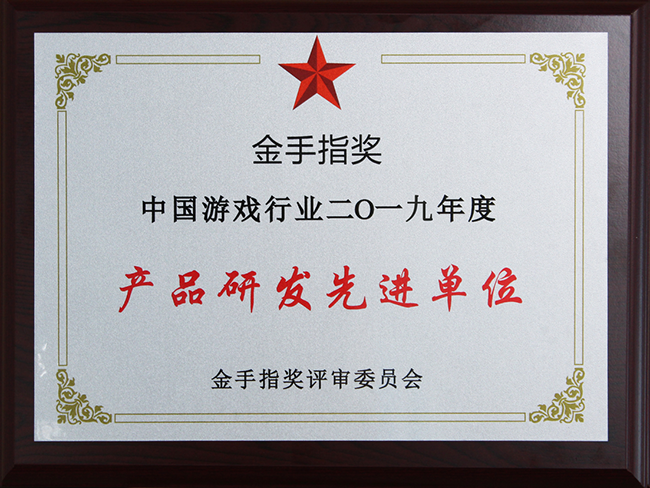 金手指奖
中国游戏行业二O一九年度
产品研发先进单位
金手指奖评审委员会